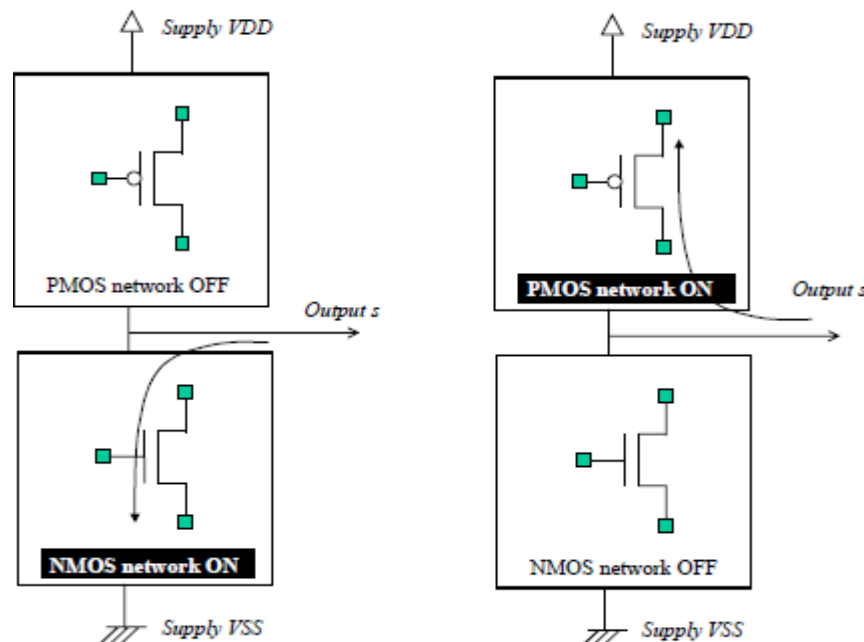 Supply VDD
PMOS network OFF
Output s
NMOS network ON
Supply VSS
Supply VDD
PMOS network ON
Output s
NMOS network OFF
Supply VSS